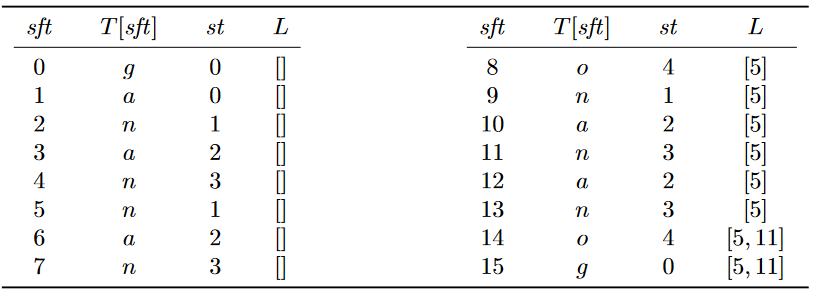 sft T[sft] st L sft T[sft] st L
0 g 0 [] 8 o 4 [5]
1 a 0 [] 9 n 1 [5]
2 n 1 [] 10 a 2 [5]
3 a 2 [] 11 n 3 [5]
4 n 3 [] 12 a 2 [5]
5 n 1 [] 13 n 3 [5]
6 a 2 [] 14 o 4 [5, 11]
7 n 3 [] 15 g 0 [5, 11]